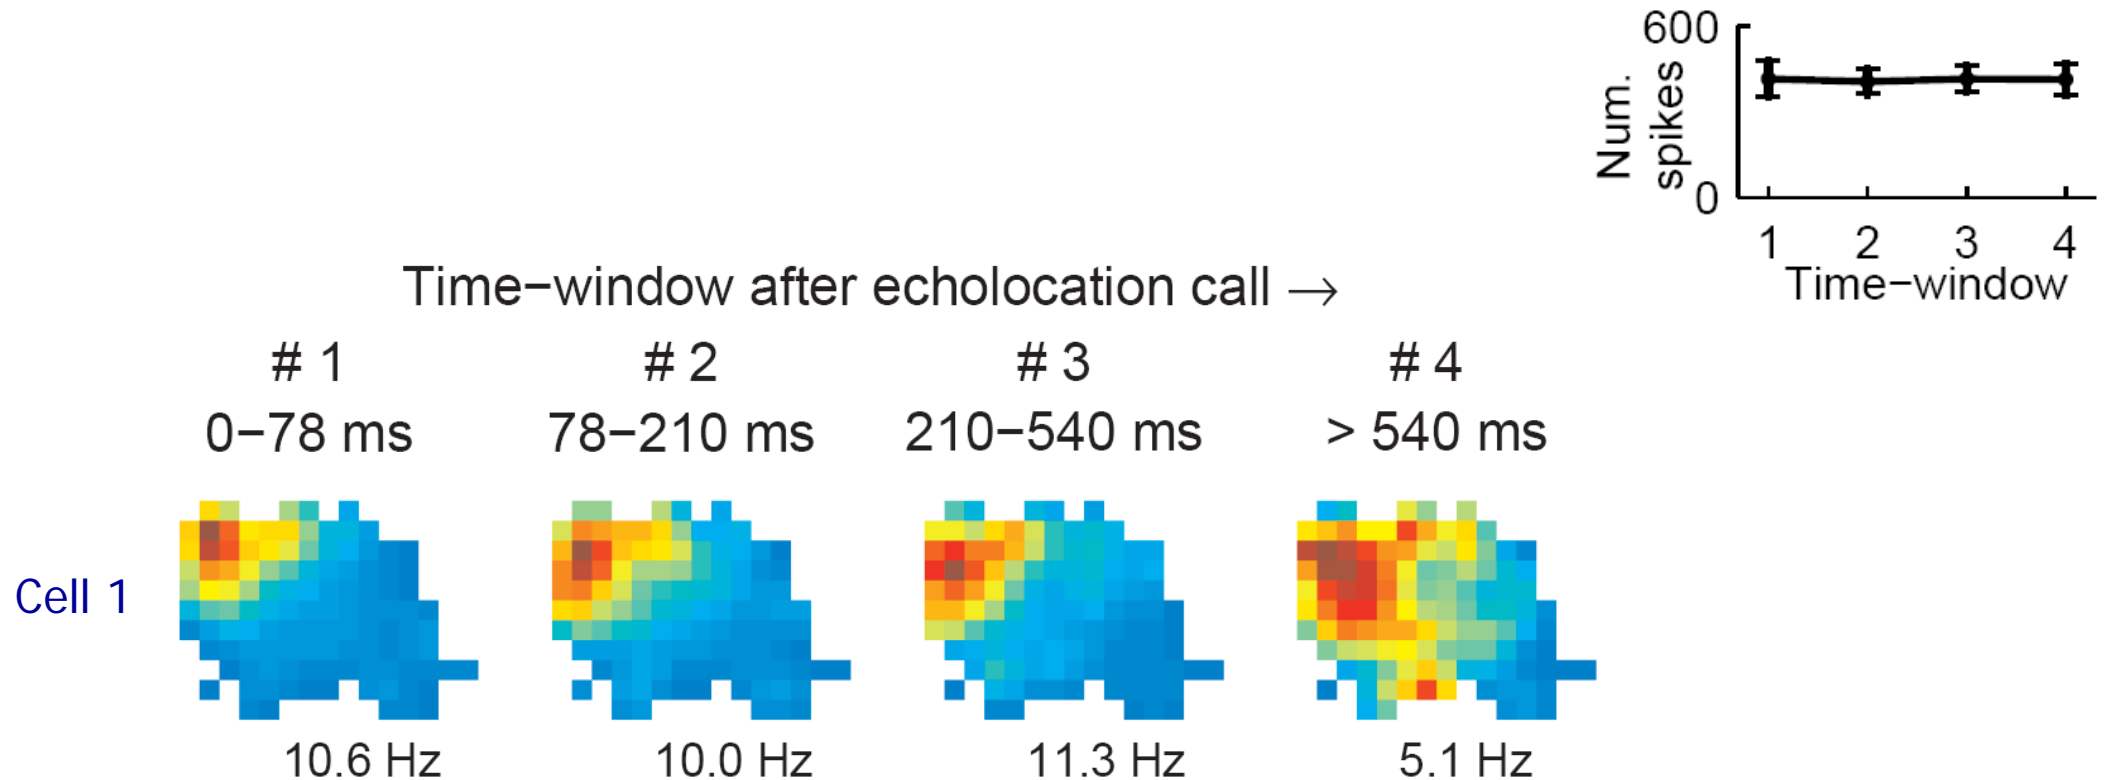 600
Num.
spikes
0
1 2 3 4
Time−window
Time−window after echolocation call →
# 1 # 2 # 3 # 4
0−78 ms 78−210 ms 210−540 ms > 540 ms
Cell 1
10.6 Hz 10.0 Hz 11.3 Hz 5.1 Hz